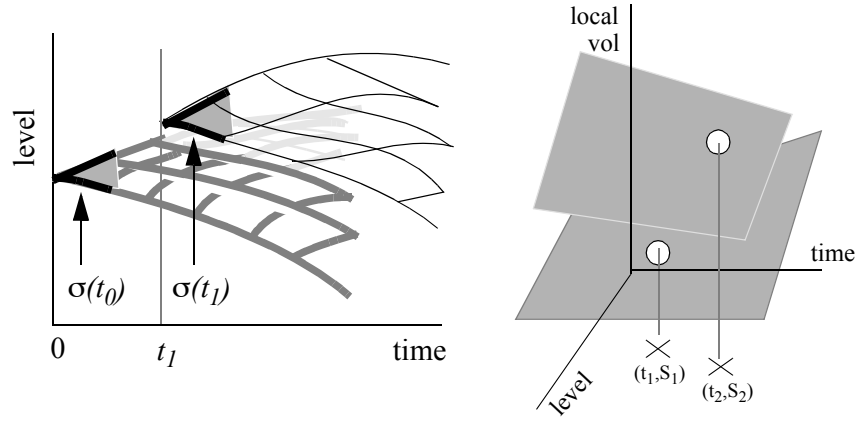 level
σ(t0)
σ(t1)
0
t1
time
local
vol
time
level
(t1,S1)
(t2,S2)